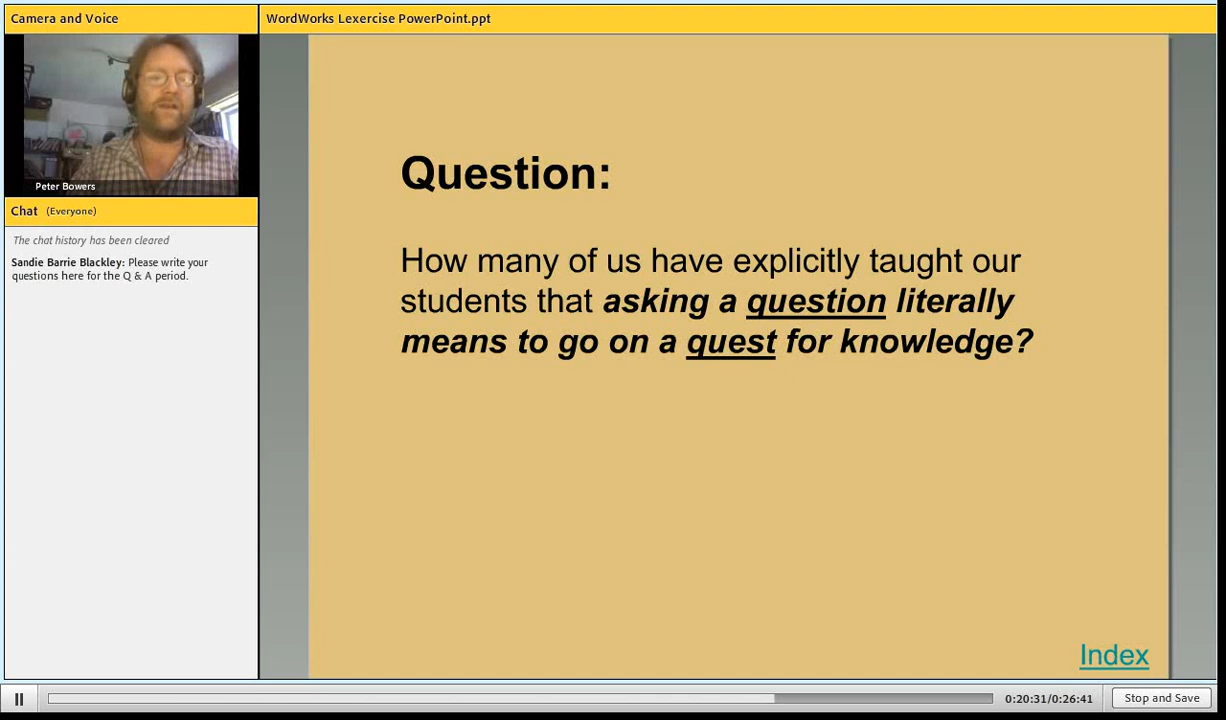 Camera and Voice
WordWorks Lexercise PowerPoint.ppt
Peter Bowers
Chat (Everyone)
The chat history has been cleared
Sandie Barrie Blackley: Please write your
questions here for the Q & A period.
Question:
How many of us have explicitly taught our
students that asking a question literally
means to go on a quest for knowledge?
Index
0:20:31/0:26:41
Stop and Save